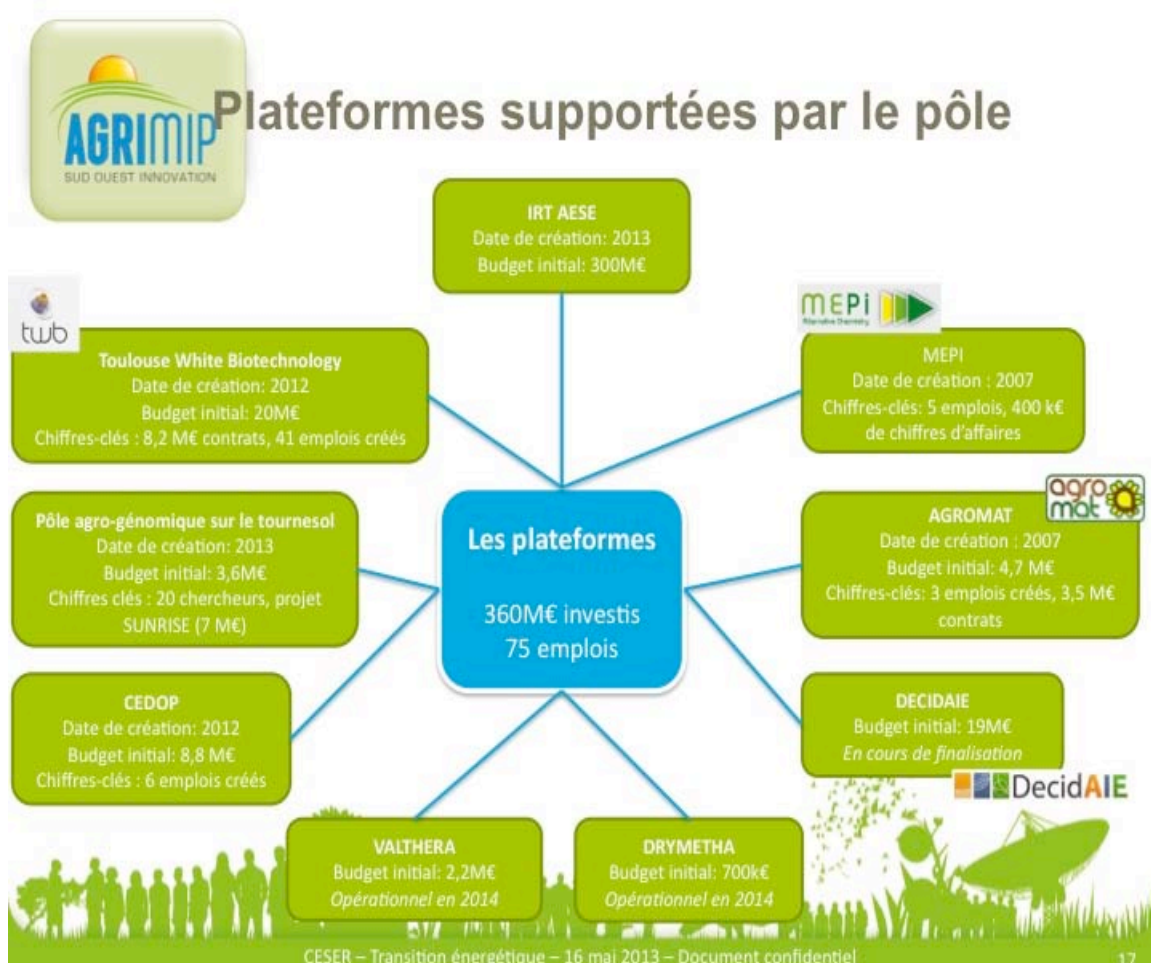 AGRIMIP
SUD OUEST INNOVATION
Plateformes supportées par le pôle
IRT AESE
Date de création: 2013
Budget initial: 300M€
twb
Toulouse White Biotechnology
Date de création: 2012
Budget initial: 20M€
Chiffres-clés : 8,2 M€ contrats, 41 emplois créés
MEPi
Alternative Chemistry
MEPI
Date de création : 2007
Chiffres-clés: 5 emplois, 400 k€
de chiffres d'affaires
Pôle agro-génomique sur le tournesol
Date de création: 2013
Budget initial: 3,6M€
Chiffres clés : 20 chercheurs, projet
SUNRISE (7 M€)
Les plateformes
360M€ investis
75 emplois
agro
mat
AGROMAT
Date de création : 2007
Budget initial: 4,7 M€
Chiffres-clés: 3 emplois créés, 3,5 M€
contrats
CEDOP
Date de création: 2012
Budget initial: 8,8 M€
Chiffres-clés : 6 emplois créés
DECIDAIE
Budget initial: 19M€
En cours de finalisation
DecidAIE
VALTHERA
Budget initial: 2,2M€
Opérationnel en 2014
DRYMETHA
Budget initial: 700k€
Opérationnel en 2014
CESER – Transition énergétique – 16 mai 2013 – Document confidentiel
17